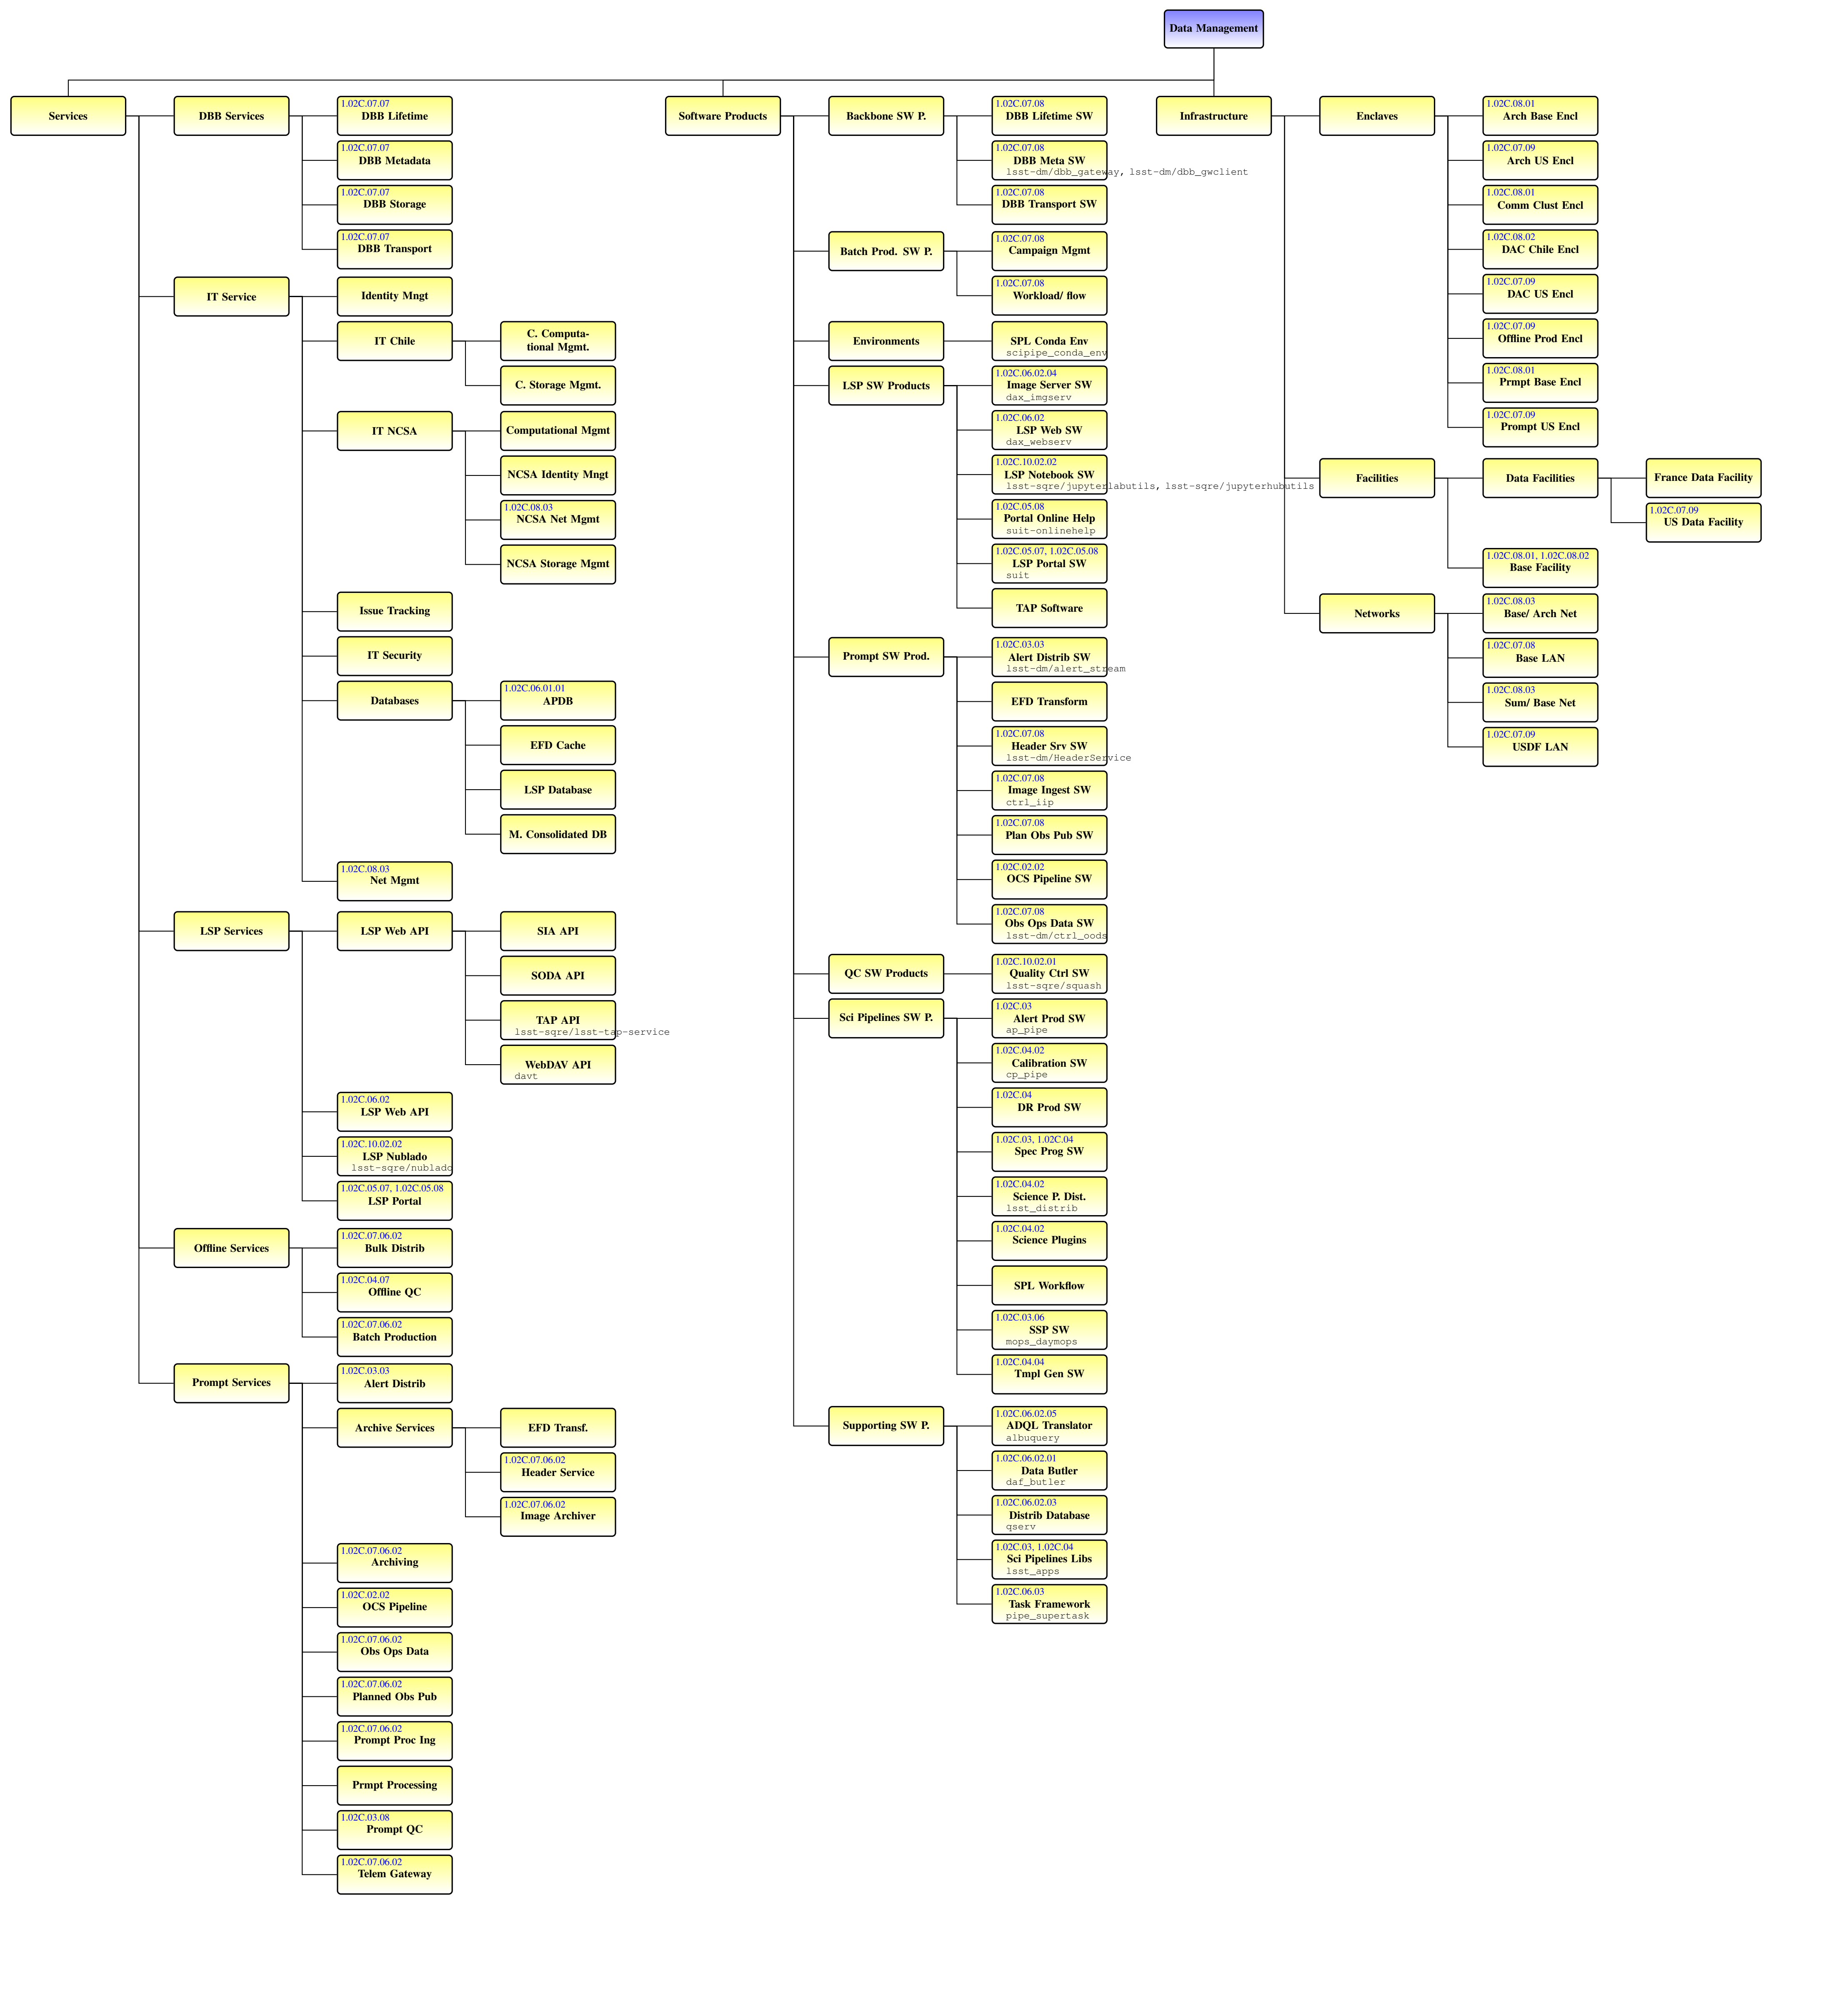 Data Management
Services
DBB Services
1.02C.07.07
DBB Lifetime
1.02C.07.07
DBB Metadata
1.02C.07.07
DBB Storage
1.02C.07.07
DBB Transport
IT Service
Identity Mngt
IT Chile
C. Computa-
tional Mgmt.
C. Storage Mgmt.
IT NCSA
Computational Mgmt
NCSA Identity Mngt
1.02C.08.03
NCSA Net Mgmt
NCSA Storage Mgmt
Issue Tracking
IT Security
Databases
1.02C.06.01.01
APDB
EFD Cache
LSP Database
M. Consolidated DB
1.02C.08.03
Net Mgmt
LSP Services
LSP Web API
SIA API
SODA API
TAP API
lsst-sqre/lsst-tap-service
WebDAV API
davt
1.02C.06.02
LSP Web API
1.02C.10.02.02
LSP Nublado
lsst-sqre/nublado
1.02C.05.07, 1.02C.05.08
LSP Portal
Offline Services
1.02C.07.06.02
Bulk Distrib
1.02C.04.07
Offline QC
1.02C.07.06.02
Batch Production
Prompt Services
1.02C.03.03
Alert Distrib
Archive Services
EFD Transf.
1.02C.07.06.02
Header Service
1.02C.07.06.02
Image Archiver
1.02C.07.06.02
Archiving
1.02C.02.02
OCS Pipeline
1.02C.07.06.02
Obs Ops Data
1.02C.07.06.02
Planned Obs Pub
1.02C.07.06.02
Prompt Proc Ing
Prmpt Processing
1.02C.03.08
Prompt QC
1.02C.07.06.02
Telem Gateway
Software Products
Backbone SW P.
1.02C.07.08
DBB Lifetime SW
1.02C.07.08
DBB Meta SW
lsst-dm/dbb_gateway, lsst-dm/dbb_gwclient
1.02C.07.08
DBB Transport SW
Batch Prod. SW P.
1.02C.07.08
Campaign Mgmt
1.02C.07.08
Workload/ flow
Environments
SPL Conda Env
scipipe_conda_env
LSP SW Products
1.02C.06.02.04
Image Server SW
dax_imgserv
1.02C.06.02
LSP Web SW
dax_webserv
1.02C.10.02.02
LSP Notebook SW
lsst-sqre/jupyterlabutils, lsst-sqre/jupyterhubutils
1.02C.05.08
Portal Online Help
suit-onlinehelp
1.02C.05.07, 1.02C.05.08
LSP Portal SW
suit
TAP Software
Prompt SW Prod.
1.02C.03.03
Alert Distrib SW
lsst-dm/alert_stream
EFD Transform
1.02C.07.08
Header Srv SW
lsst-dm/HeaderService
1.02C.07.08
Image Ingest SW
ctrl_iip
1.02C.07.08
Plan Obs Pub SW
1.02C.02.02
OCS Pipeline SW
1.02C.07.08
Obs Ops Data SW
lsst-dm/ctrl_oods
QC SW Products
1.02C.10.02.01
Quality Ctrl SW
lsst-sqre/squash
Sci Pipelines SW P.
1.02C.03
Alert Prod SW
ap_pipe
1.02C.04.02
Calibration SW
cp_pipe
1.02C.04
DR Prod SW
1.02C.03, 1.02C.04
Spec Prog SW
1.02C.04.02
Science P. Dist.
lsst_distrib
1.02C.04.02
Science Plugins
SPL Workflow
1.02C.03.06
SSP SW
mops_daymops
1.02C.04.04
Tmpl Gen SW
Supporting SW P.
1.02C.06.02.05
ADQL Translator
albuquery
1.02C.06.02.01
Data Butler
daf_butler
1.02C.06.02.03
Distrib Database
qserv
1.02C.03, 1.02C.04
Sci Pipelines Libs
lsst_apps
1.02C.06.03
Task Framework
pipe_supertask
Infrastructure
Enclaves
1.02C.08.01
Arch Base Encl
1.02C.07.09
Arch US Encl
1.02C.08.01
Comm Clust Encl
1.02C.08.02
DAC Chile Encl
1.02C.07.09
DAC US Encl
1.02C.07.09
Offline Prod Encl
1.02C.08.01
Prmpt Base Encl
1.02C.07.09
Prompt US Encl
Facilities
Data Facilities
France Data Facility
1.02C.07.09
US Data Facility
1.02C.08.01, 1.02C.08.02
Base Facility
Networks
1.02C.08.03
Base/ Arch Net
1.02C.07.08
Base LAN
1.02C.08.03
Sum/ Base Net
1.02C.07.09
USDF LAN